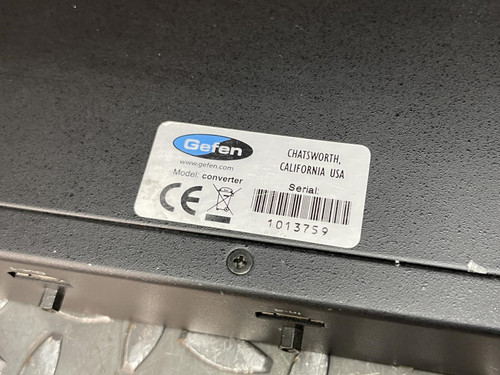 Gefen
www.gefen.com
Model: converter
CE
CHATSWORTH,
CALIFORNIA USA
Serial:
1013759